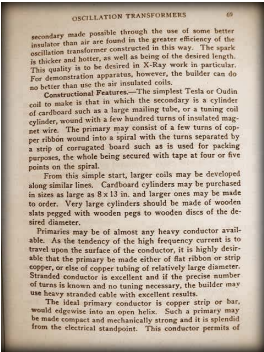 OSCILLATION TRANSFORMERS 69
secondary made possible through the use of some better
insulator than air are found in the greater efficiency of the
oscillation transformer constructed in this way. The spark
is thicker and hotter, as well as being of the desired length.
This quality is to be desired in X-Ray work in particular.
For demonstration apparatus, however, the builder can do
no better than use the air insulated coils.
Constructional Features.—The simplest Tesla or Oudin
coil to make is that in which the secondary is a cylinder
of cardboard such as a large mailing tube, or a tuning coil
cylinder, wound with a few hundred turns of insulated mag-
net wire. The primary may consist of a few turns of cop-
per ribbon wound into a spiral with the turns separated by
a strip of corrugated board such as is used for packing
purposes, the whole being secured with tape at four or five
points on the spiral.
From this simple start, larger coils may be developed
along similar lines. Cardboard cylinders may be purchased
in sizes as large as 8 x 13 in. and larger ones may be made
to order. Very large cylinders should be made of wooden
slats pegged with wooden pegs to wooden discs of the de-
sired diameter.
Primaries may be of almost any heavy conductor avail-
able. As the tendency of the high frequency current is to
travel upon the surface of the conductor, it is highly desir-
able that the primary be made either of flat ribbon or strip
copper, or else of copper tubing of relatively large diameter.
Stranded conductor is excellent and if the precise number
of turns is known and no tuning necessary, the builder may
use heavy stranded cable with excellent results.
The ideal primary conductor is copper strip or bar,
would edgewise into an open helix. Such a primary may
be made compact and mechanically strong and it is splendid
from the electrical standpoint. This conductor permits of